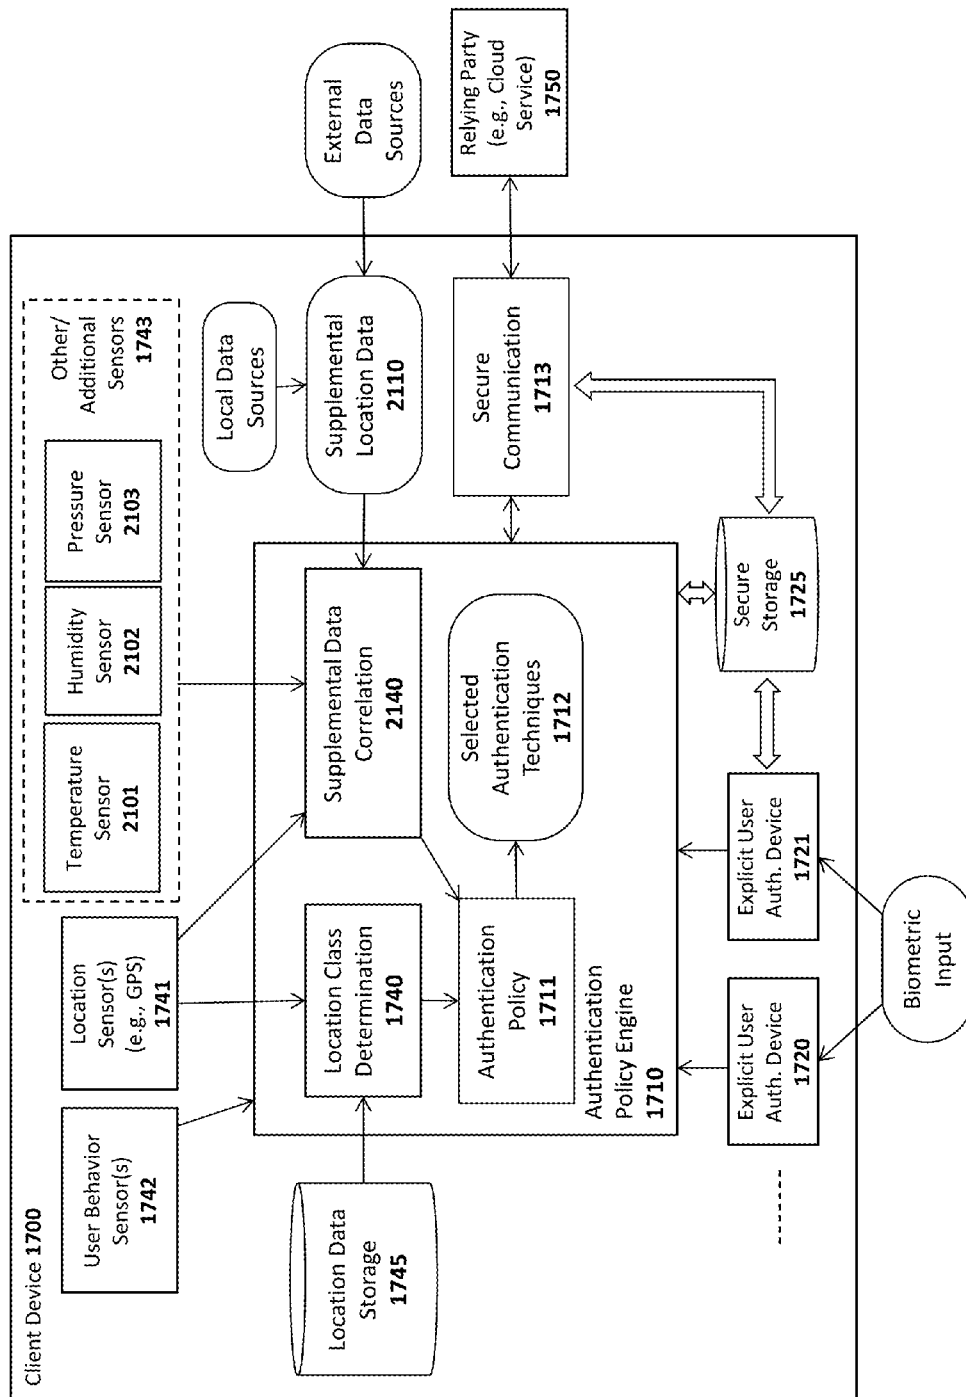 Client Device 1700
User Behavior
Sensor(s)
1742
Location
Sensor(s)
(e.g., GPS)
1741
Temperature
Sensor
2101
Humidity
Sensor
2102
Pressure
Sensor
2103
Other/
Additional
Sensors
1743
Local Data
Sources
External
Data
Sources
Location Data
Storage
1745
Location Class
Determination
1740
Supplemental Data
Correlation
2140
Supplemental
Location Data
2110
Authentication
Policy
1711
Selected
Authentication
Techniques
1712
Secure
Communication
1713
Relying Party
(e.g., Cloud
Service)
1750
Authentication
Policy Engine
1710
Explicit User
Auth. Device
1720
Explicit User
Auth. Device
1721
Secure
Storage
1725
Biometric
Input